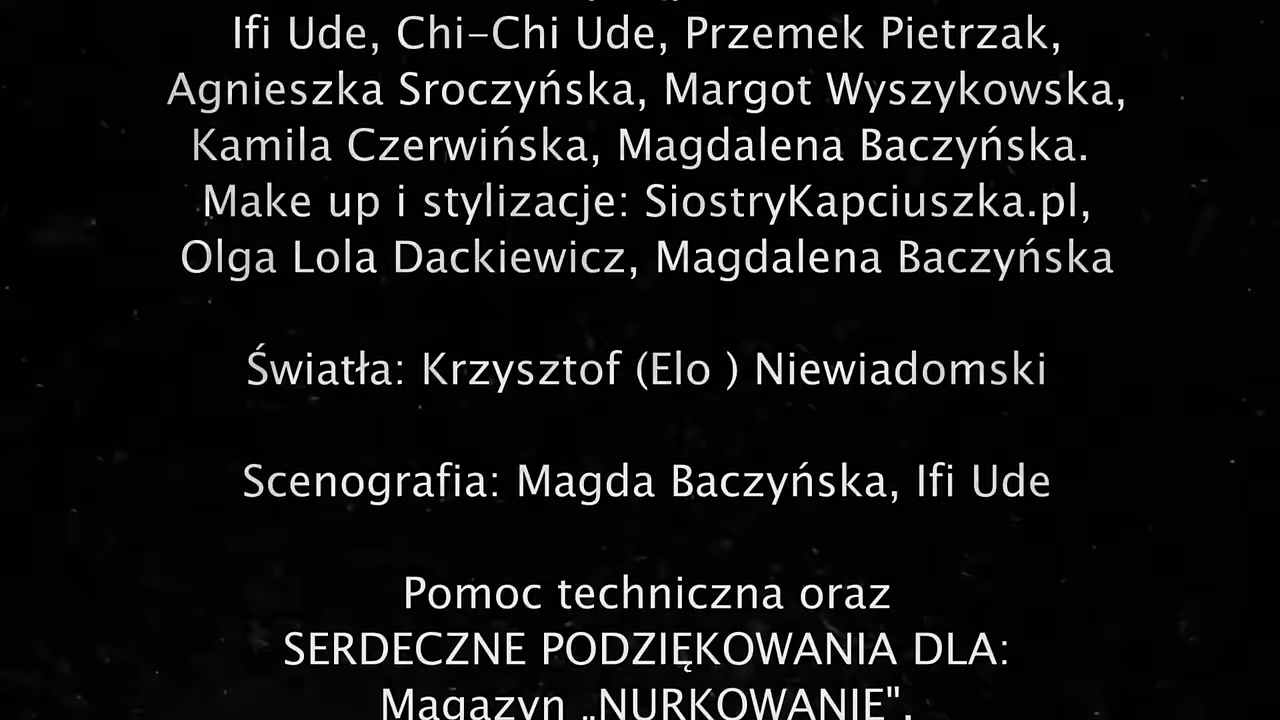 Ifi Ude, Chi-Chi Ude, Przemek Pietrzak,
Agnieszka Sroczyńska, Margot Wyszykowska,
Kamila Czerwińska, Magdalena Baczyńska.
Make up i stylizacje: SiostryKapciuszka.pl,
Olga Lola Dackiewicz, Magdalena Baczyńska
Światła: Krzysztof (Elo ) Niewiadomski
Scenografia: Magda Baczyńska, Ifi Ude
Pomoc techniczna oraz
SERDECZNE PODZIĘKOWANIA DLA:
Magazyn „NURKOWANIE",